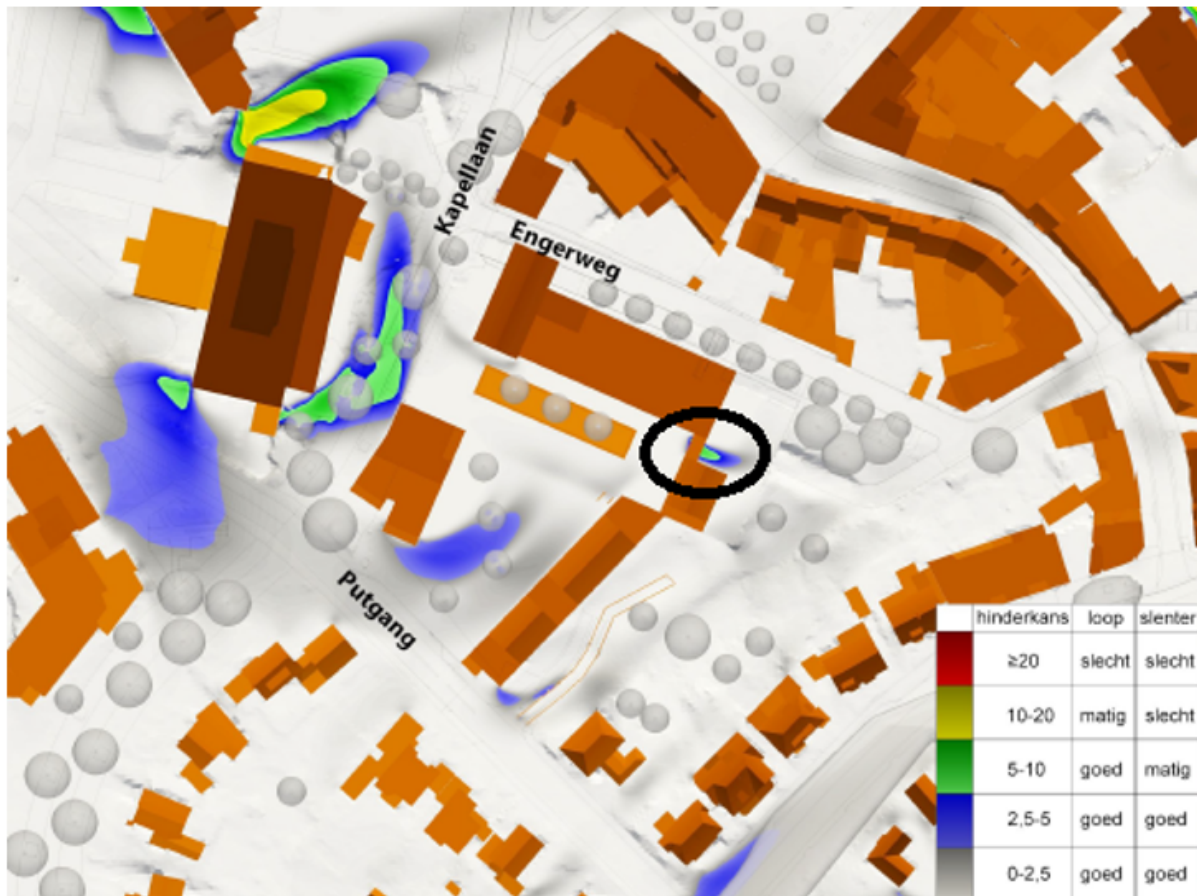 Kapellaan
Engerweg
Putgang
hinderkans loop slenter
≥20 slecht slecht
10-20 matig slecht
5-10 goed matig
2,5-5 goed goed
0-2,5 goed goed